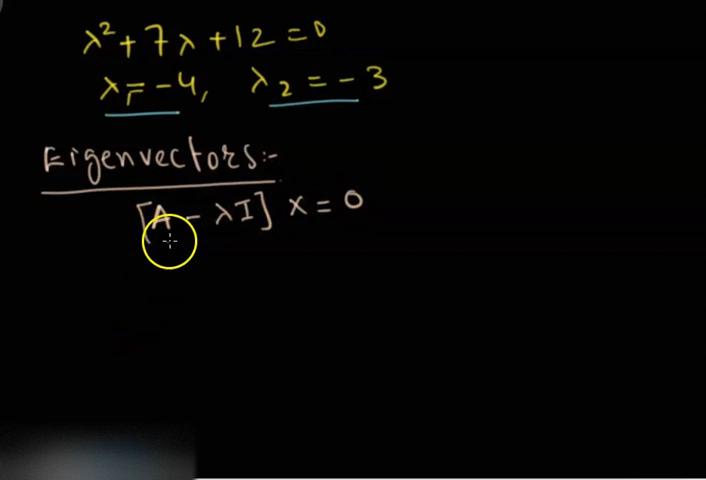 λ² + 7λ + 12 = 0
λ₁ = -4, λ₂ = -3
Eigenvectors:-
[A - λI] x = 0